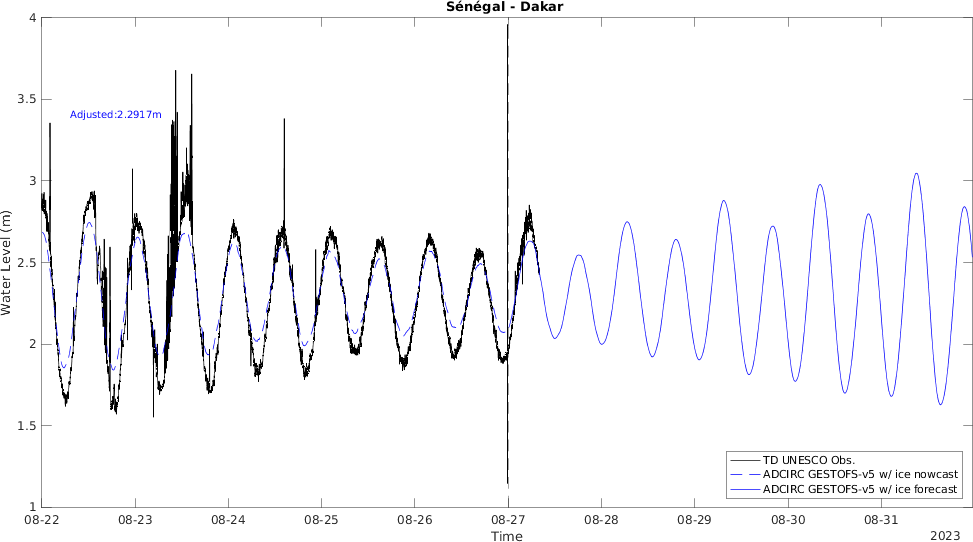 Sénégal - Dakar
4
3.5
3
2.5
2
1.5
1
Water Level (m)
Adjusted:2.2917m
TD UNESCO Obs.
ADCIRC GESTOFS-v5 w/ ice nowcast
ADCIRC GESTOFS-v5 w/ ice forecast
08-22 08-23 08-24 08-25 08-26 08-27 08-28 08-29 08-30 08-31
Time
2023